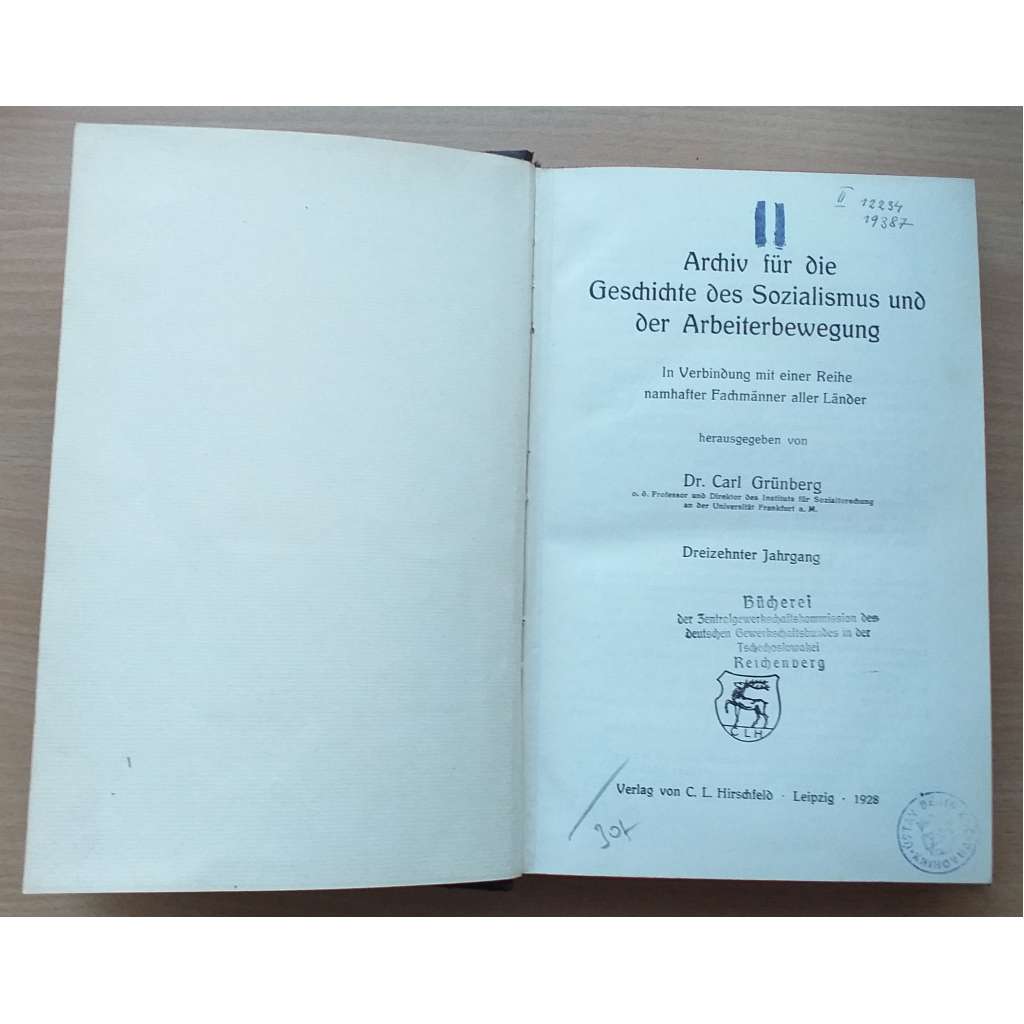 II 12234
19387
Archiv für die
Geschichte des Sozialismus und
der Arbeiterbewegung
In Verbindung mit einer Reihe
namhafter Fachmänner aller Länder
herausgegeben von
Dr. Carl Grünberg
o. ö. Professor und Direktor des Instituts für Sozialforschung
an der Universität Frankfurt a. M.
Dreizehnter Jahrgang
Bücherei
der Zentralgewerkschaftskommission des
deutschen Gewerkschaftsbundes in der
Tschechoslowakei
Reichenberg
C L H
Verlag von C. L. Hirschfeld · Leipzig · 1928
KNIHOVNA